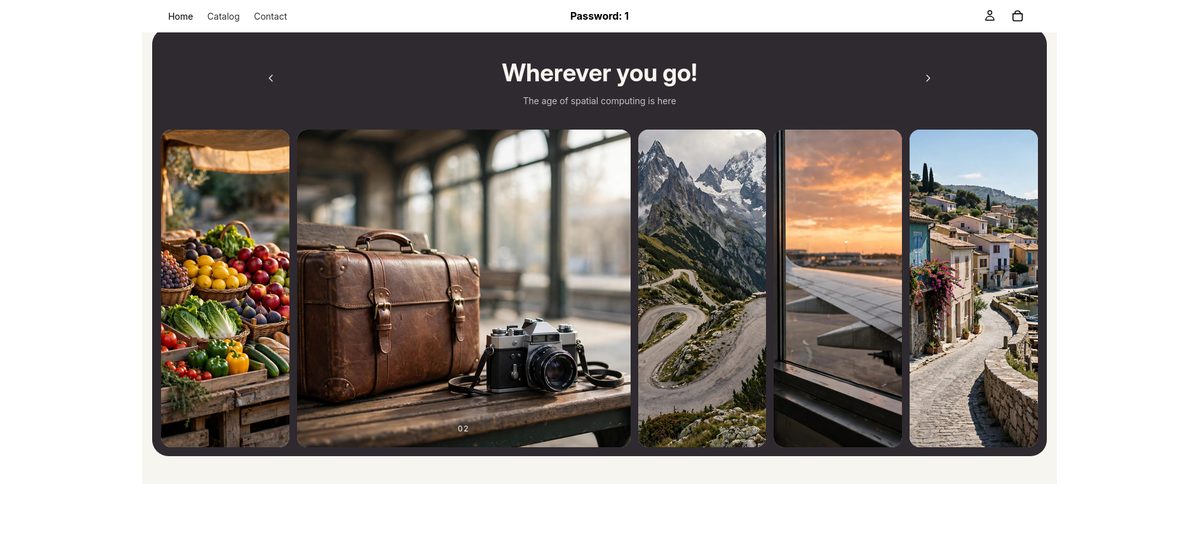 Home Catalog Contact Password: 1
Wherever you go!
The age of spatial computing is here
02